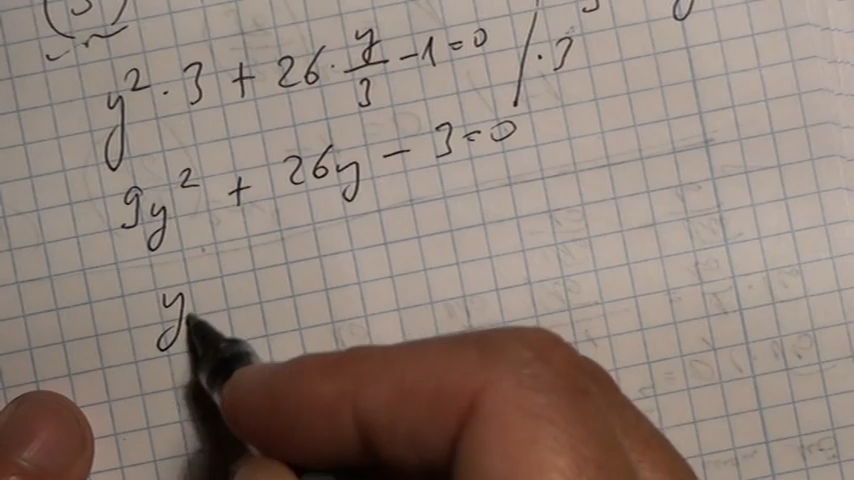 y² · 3 + 26 · y/3 - 1 = 0 / · 3
9y² + 26y - 3 = 0
y